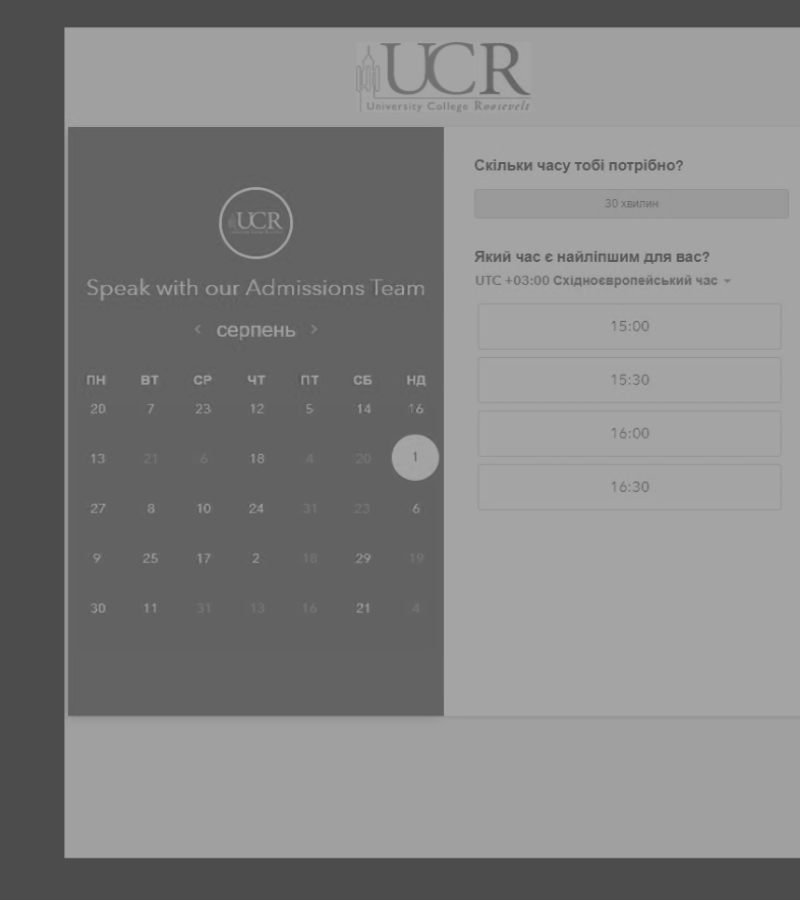 UCR
University College Roosevelt
UCR
Speak with our Admissions Team
серпень
ПН ВТ СР ЧТ ПТ СБ НД
20 7 23 12 5 14 16
13 21 6 18 4 20 1
27 8 10 24 31 23 6
9 25 17 2 18 29 19
30 11 31 13 16 21 4
Скільки часу тобі потрібно?
30 хвилин
Який час є найліпшим для вас?
UTC +03:00 Східноєвропейський час
15:00
15:30
16:00
16:30